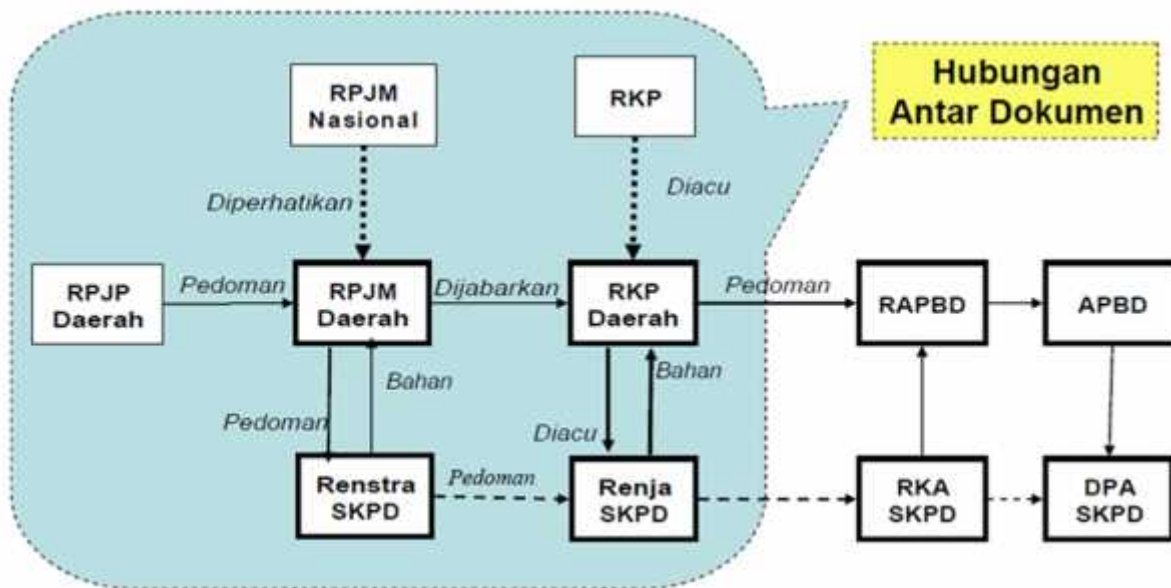 Hubungan
Antar Dokumen
RPJM
Nasional
RKP
Diperhatikan
Diacu
RPJP
Daerah
Pedoman
RPJM
Daerah
Dijabarkan
RKP
Daerah
Pedoman
RAPBD
APBD
Pedoman
Bahan
Diacu
Bahan
Renstra
SKPD
Pedoman
Renja
SKPD
RKA
SKPD
DPA
SKPD